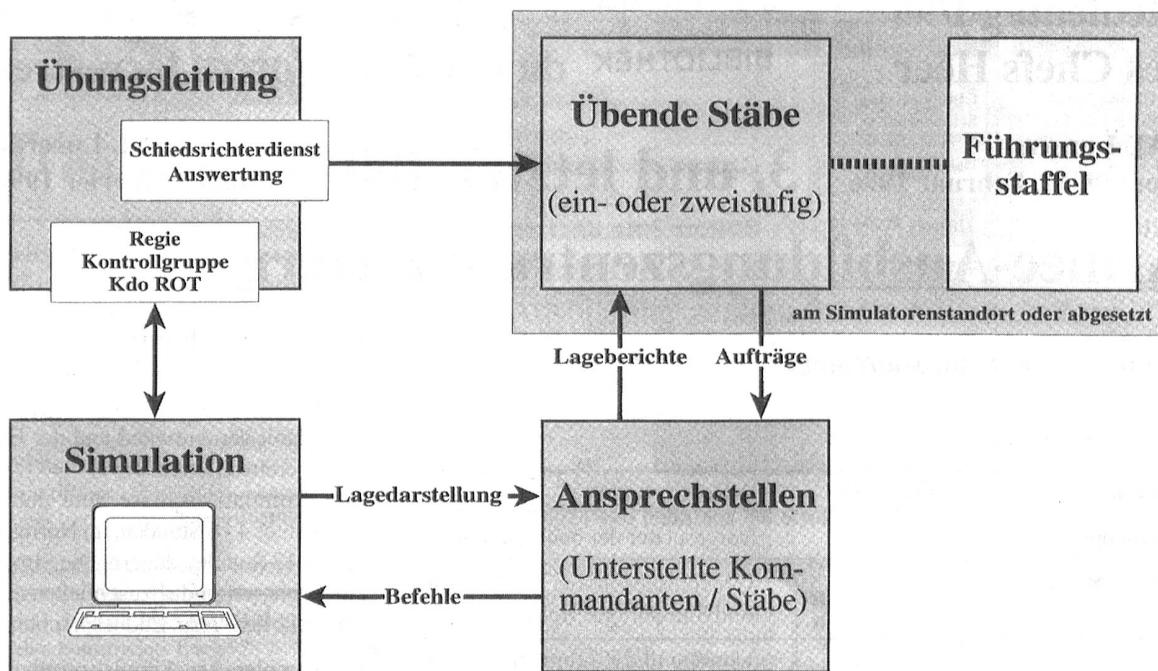 Übungsleitung
Schiedsrichterdienst
Auswertung
Regie
Kontrollgruppe
Kdo ROT
Übende Stäbe
(ein- oder zweistufig)
Führungs-
staffel
am Simulatorenstandort oder abgesetzt
Lageberichte
Aufträge
Simulation
Lagedarstellung
Befehle
Ansprechstellen
(Unterstellte Kom-
mandanten / Stäbe)